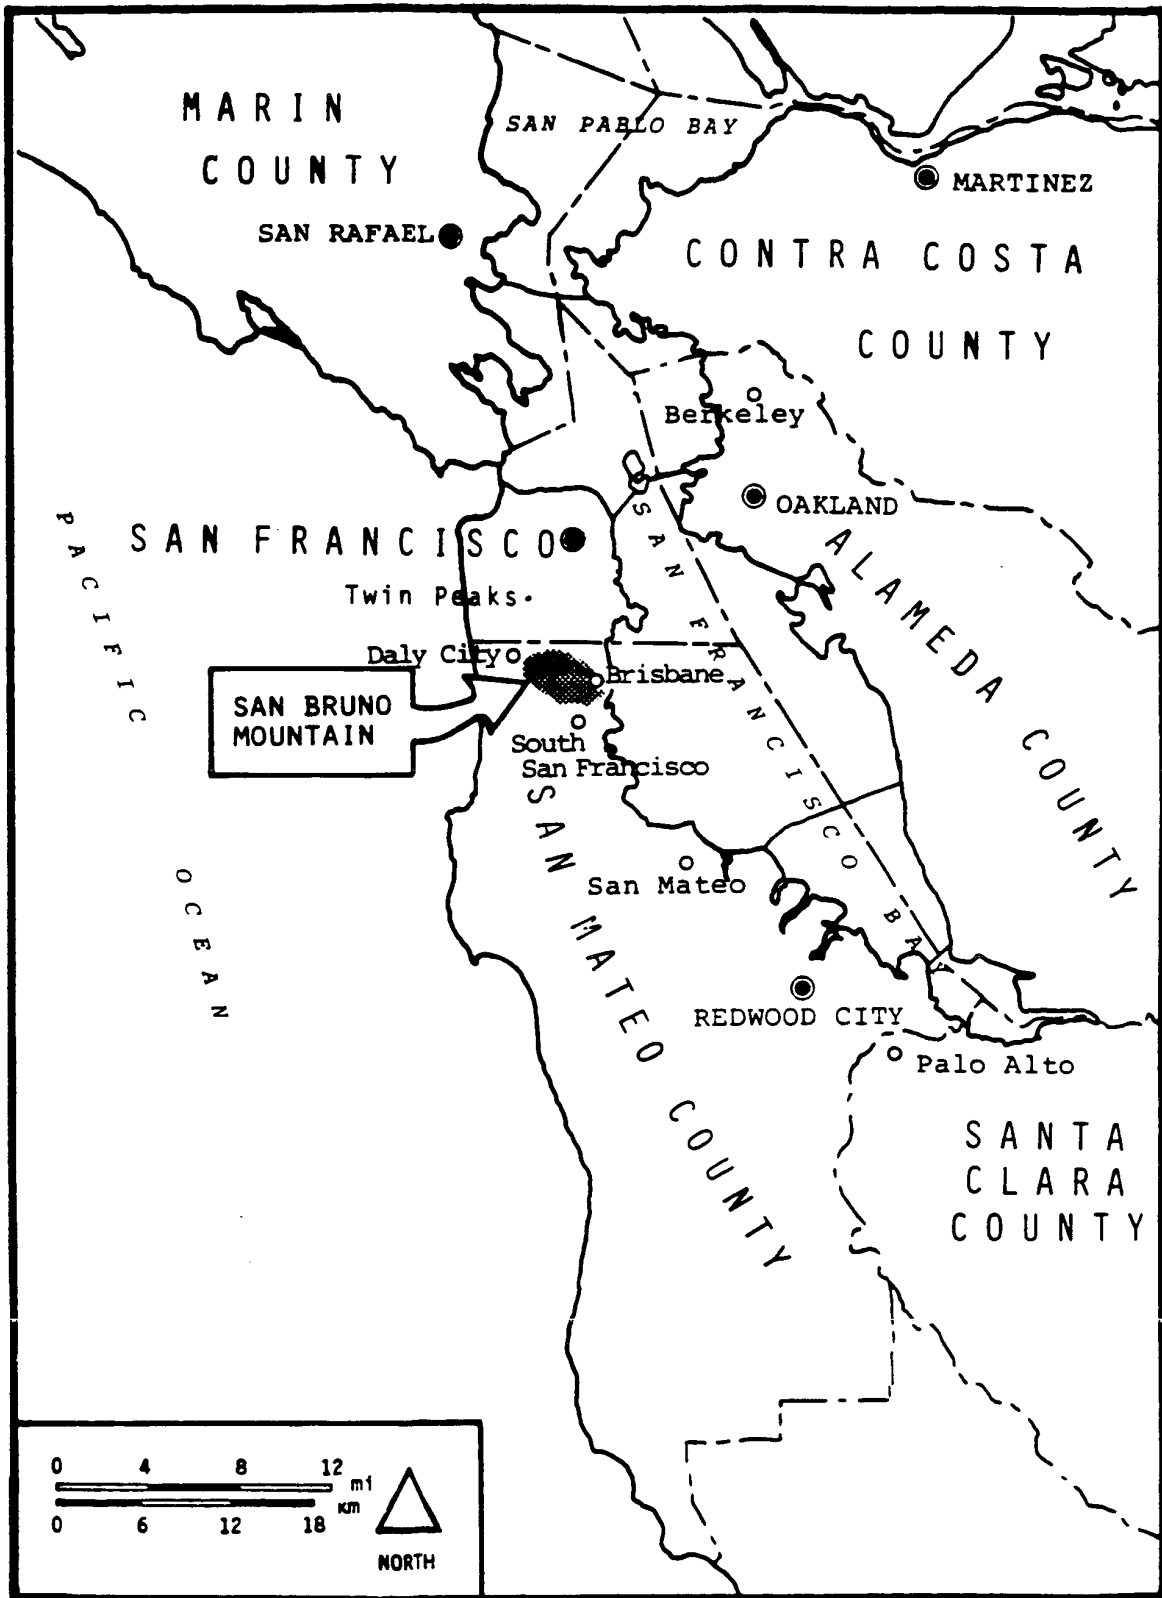 MARIN
COUNTY
SAN PABLO BAY
MARTINEZ
SAN RAFAEL
CONTRA COSTA
COUNTY
Berkeley
OAKLAND
SAN FRANCISCO
Twin Peaks
PACIFIC
OCEAN
SAN FRANCISCO BAY
ALAMEDA COUNTY
Daly City
Brisbane
SAN BRUNO
MOUNTAIN
South
San Francisco
San Mateo
SAN MATEO COUNTY
REDWOOD CITY
Palo Alto
SANTA
CLARA
COUNTY
0 4 8 12 mi
km
0 6 12 18
NORTH